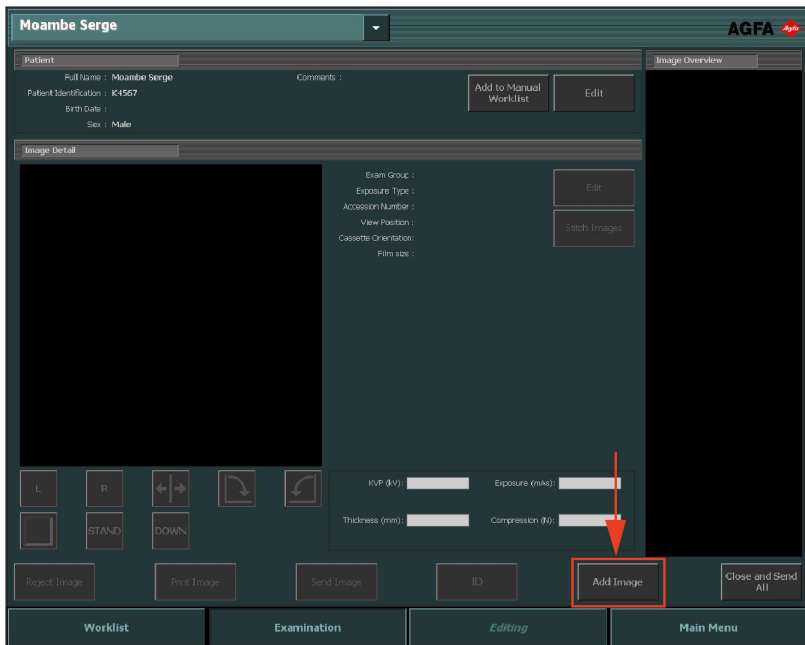 Moambe Serge
AGFA
Agfa
Patient
Image Overview
Full Name : Moambe Serge
Comments :
Patient Identification : K4567
Birth Date :
Sex : Male
Add to Manual
Worklist
Edit
Image Detail
Exam Group :
Exposure Type :
Accession Number :
View Position :
Cassette Orientation:
Film size :
Edit
Stitch Images
L
R
STAND
DOWN
KVP (kV):
Exposure (mAs):
Thickness (mm):
Compression (N):
Reject Image
Print Image
Send Image
ID
Add Image
Close and Send
All
Worklist
Examination
Editing
Main Menu